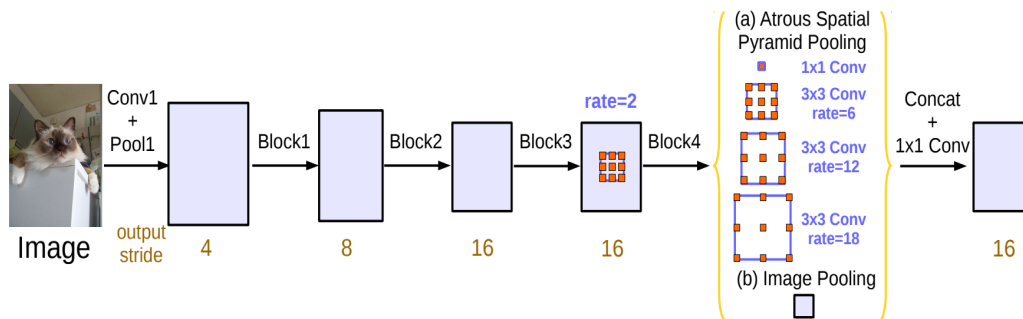 (a) Atrous Spatial
Pyramid Pooling
1x1 Conv
3x3 Conv
rate=6
3x3 Conv
rate=12
3x3 Conv
rate=18
(b) Image Pooling
Conv1
+
Pool1
Block1
Block2
Block3
rate=2
Block4
Concat
+
1x1 Conv
Image
output
stride
4
8
16
16
16